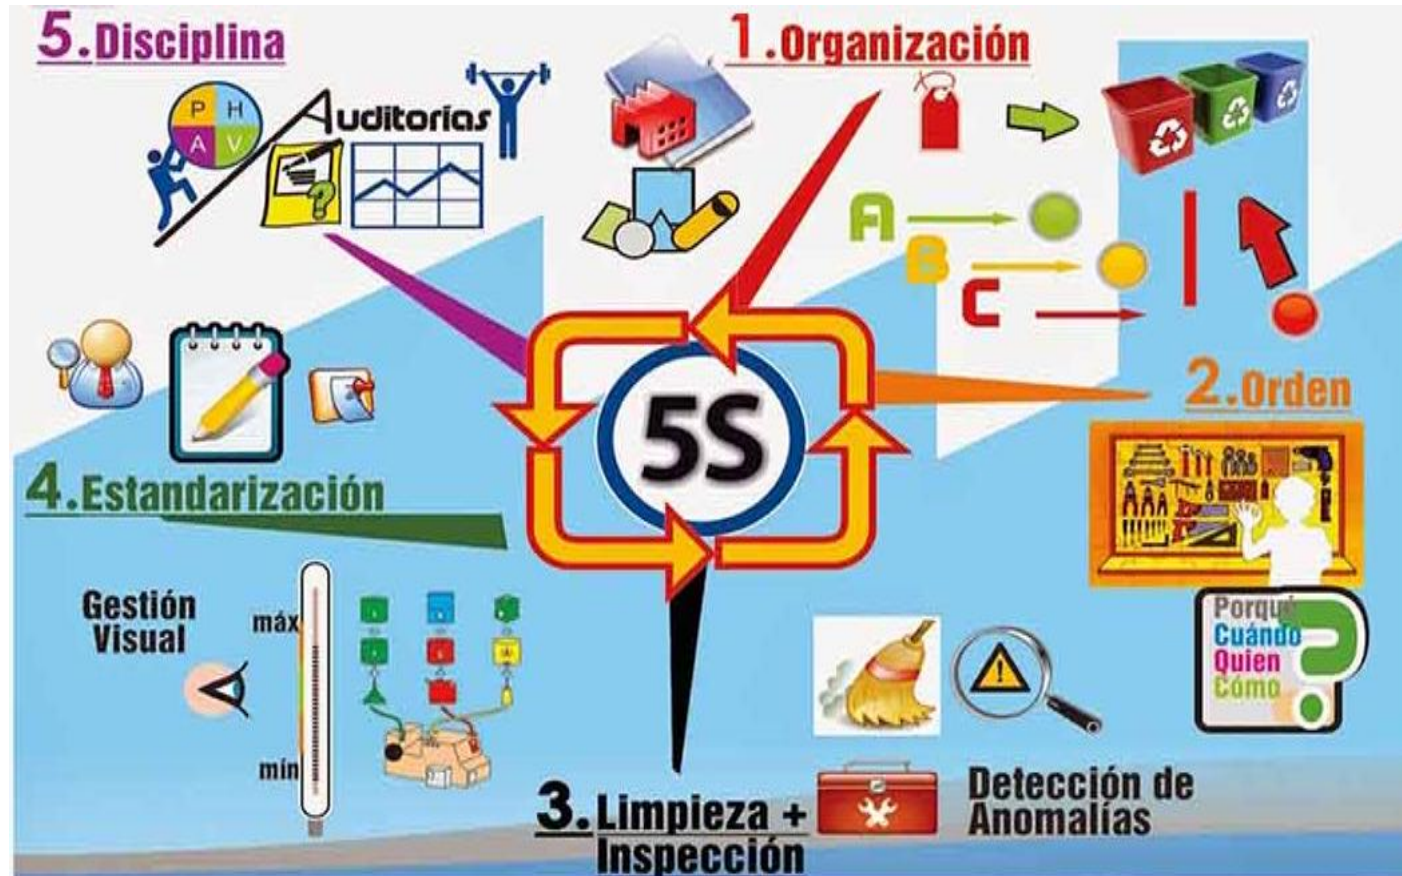 5.Disciplina
P H
A V
Auditorías
1.Organización
A
B
C
2.Orden
5S
4.Estandarización
Gestión
Visual
máx
mín
Porqué
Cuándo
Quien
Cómo
?
3.Limpieza +
Inspección
Detección de
Anomalías